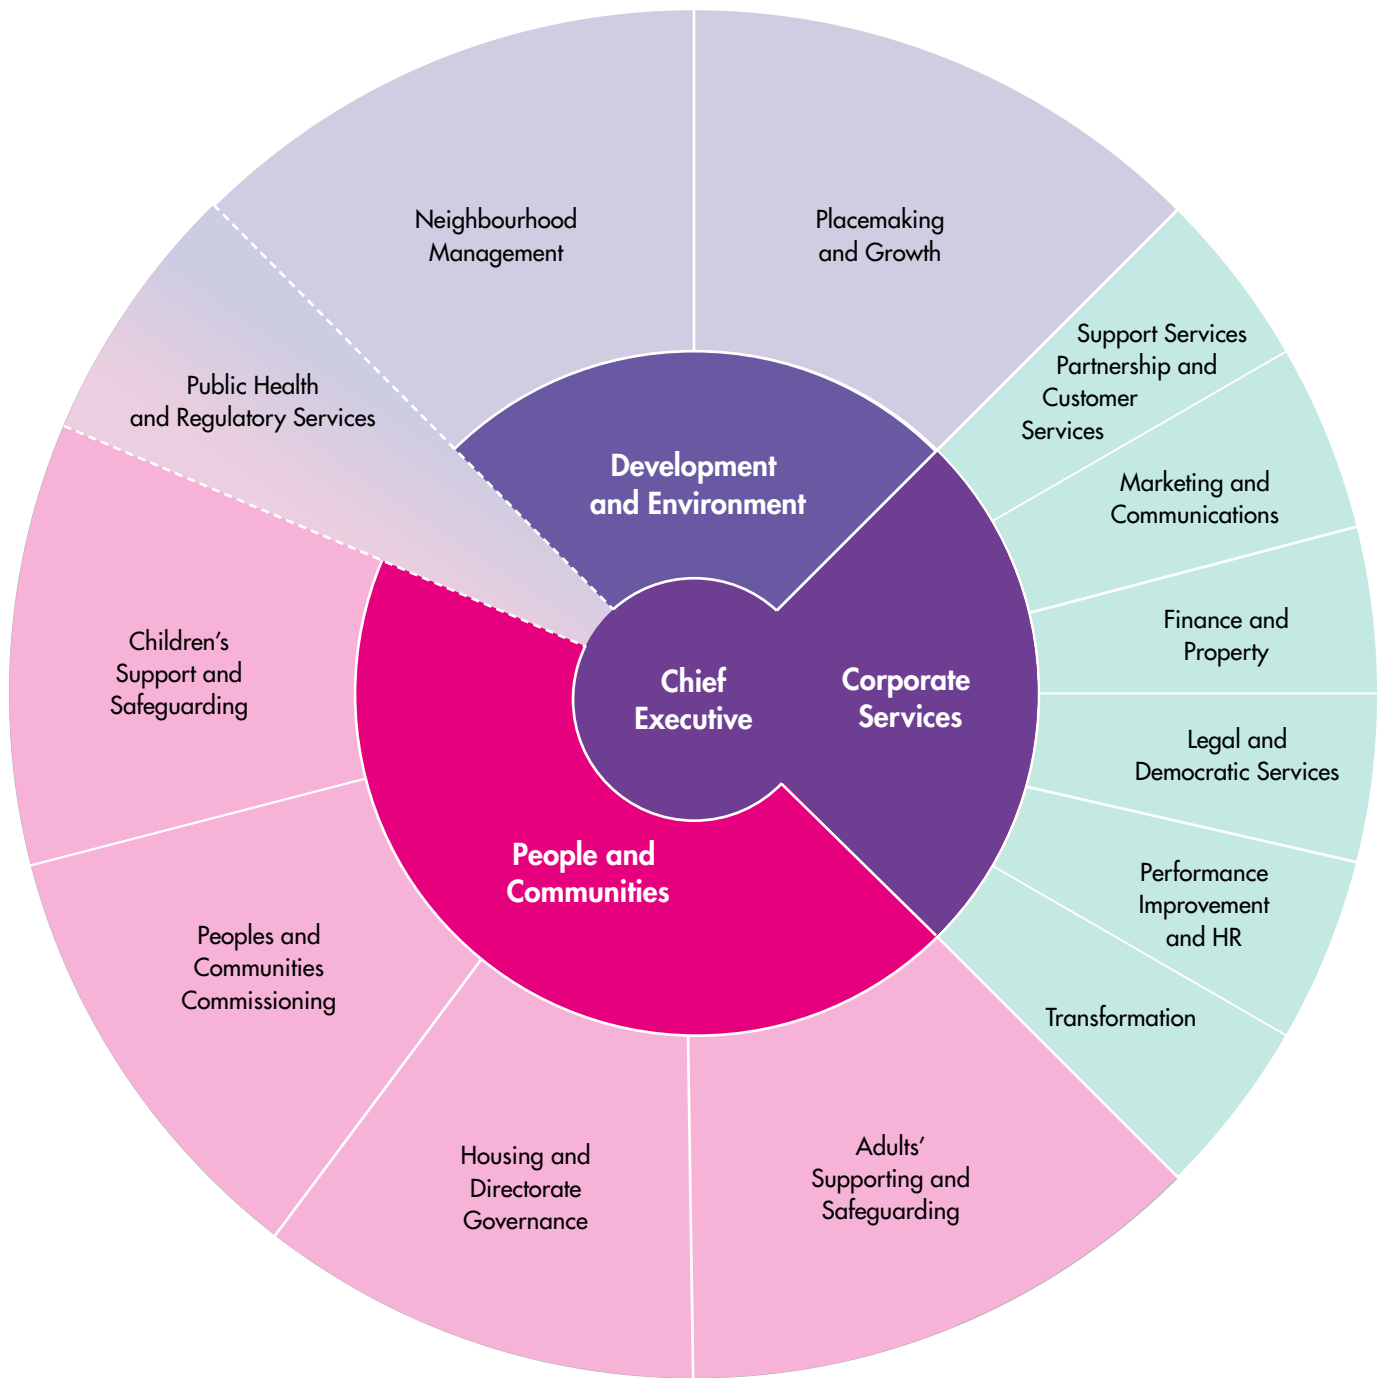 Neighbourhood
Management
Placemaking
and Growth
Support Services
Partnership and
Customer
Services
Marketing and
Communications
Finance and
Property
Legal and
Democratic Services
Performance
Improvement
and HR
Transformation
Adults’
Supporting and
Safeguarding
Housing and
Directorate
Governance
Peoples and
Communities
Commissioning
Children’s
Support and
Safeguarding
Public Health
and Regulatory Services
Development
and Environment
Chief
Executive
Corporate
Services
People and
Communities